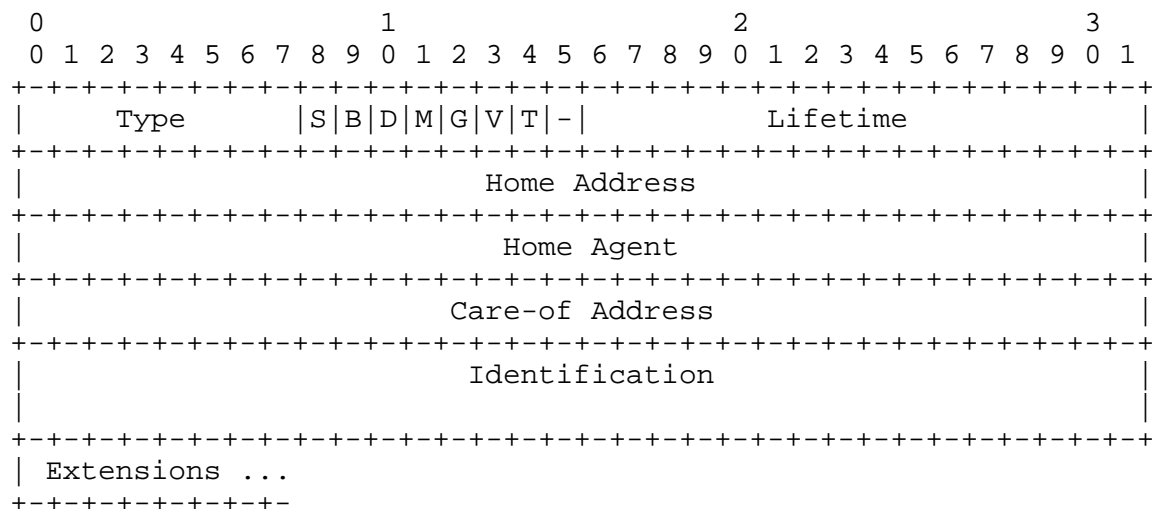 0                   1                   2                   3
 0 1 2 3 4 5 6 7 8 9 0 1 2 3 4 5 6 7 8 9 0 1 2 3 4 5 6 7 8 9 0 1
+-+-+-+-+-+-+-+-+-+-+-+-+-+-+-+-+-+-+-+-+-+-+-+-+-+-+-+-+-+-+-+-+
|     Type      |S|B|D|M|G|V|T|-|          Lifetime             |
+-+-+-+-+-+-+-+-+-+-+-+-+-+-+-+-+-+-+-+-+-+-+-+-+-+-+-+-+-+-+-+-+
|                          Home Address                         |
+-+-+-+-+-+-+-+-+-+-+-+-+-+-+-+-+-+-+-+-+-+-+-+-+-+-+-+-+-+-+-+-+
|                           Home Agent                          |
+-+-+-+-+-+-+-+-+-+-+-+-+-+-+-+-+-+-+-+-+-+-+-+-+-+-+-+-+-+-+-+-+
|                        Care-of Address                        |
+-+-+-+-+-+-+-+-+-+-+-+-+-+-+-+-+-+-+-+-+-+-+-+-+-+-+-+-+-+-+-+-+
|                         Identification                        |
|                                                               |
+-+-+-+-+-+-+-+-+-+-+-+-+-+-+-+-+-+-+-+-+-+-+-+-+-+-+-+-+-+-+-+-+
| Extensions ...
+-+-+-+-+-+-+-+-